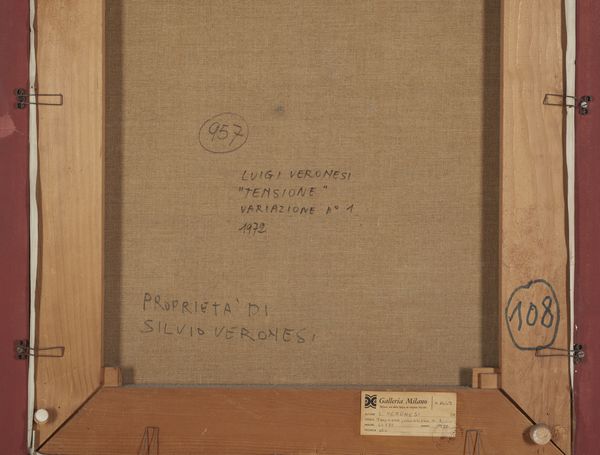 957
LUIGI VERONESI
"TENSIONE"
VARIAZIONE N° 1
1972
PROPRIETA' DI
SILVIO VERONESI
108
Galleria Milano
L. VERONESI